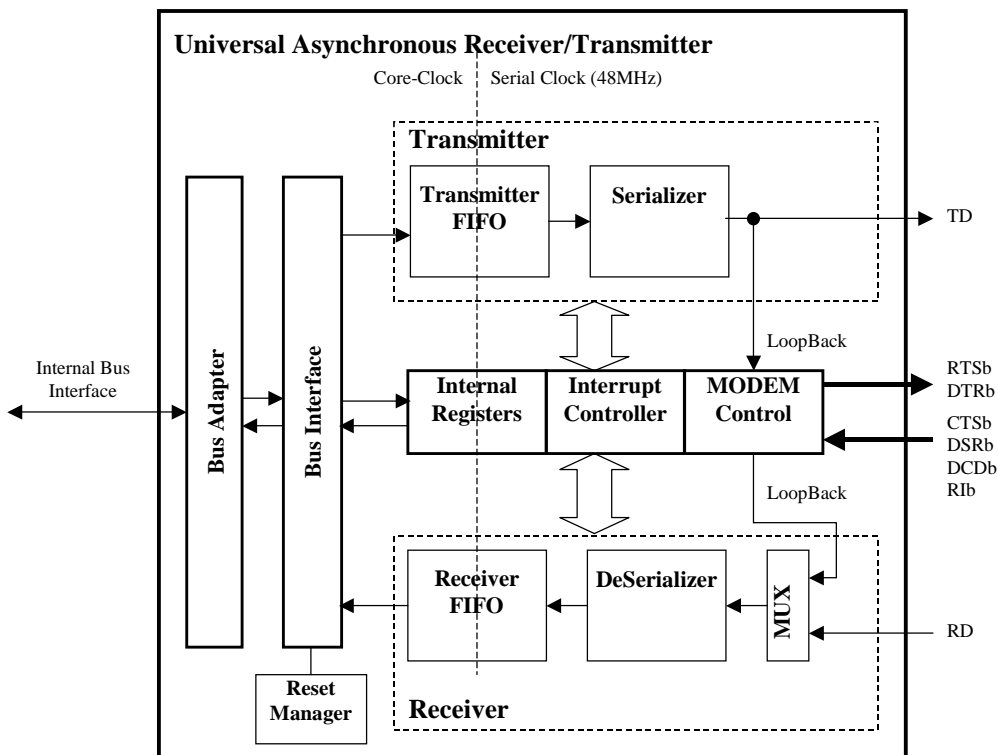 Universal Asynchronous Receiver/Transmitter
Core-Clock
Serial Clock (48MHz)
Transmitter
Transmitter
FIFO
Serializer
TD
LoopBack
Internal Bus
Interface
Bus Adapter
Bus Interface
Internal
Registers
Interrupt
Controller
MODEM
Control
RTSb
DTRb
CTSb
DSRb
DCDb
RIb
LoopBack
Receiver
FIFO
DeSerializer
MUX
RD
Reset
Manager
Receiver